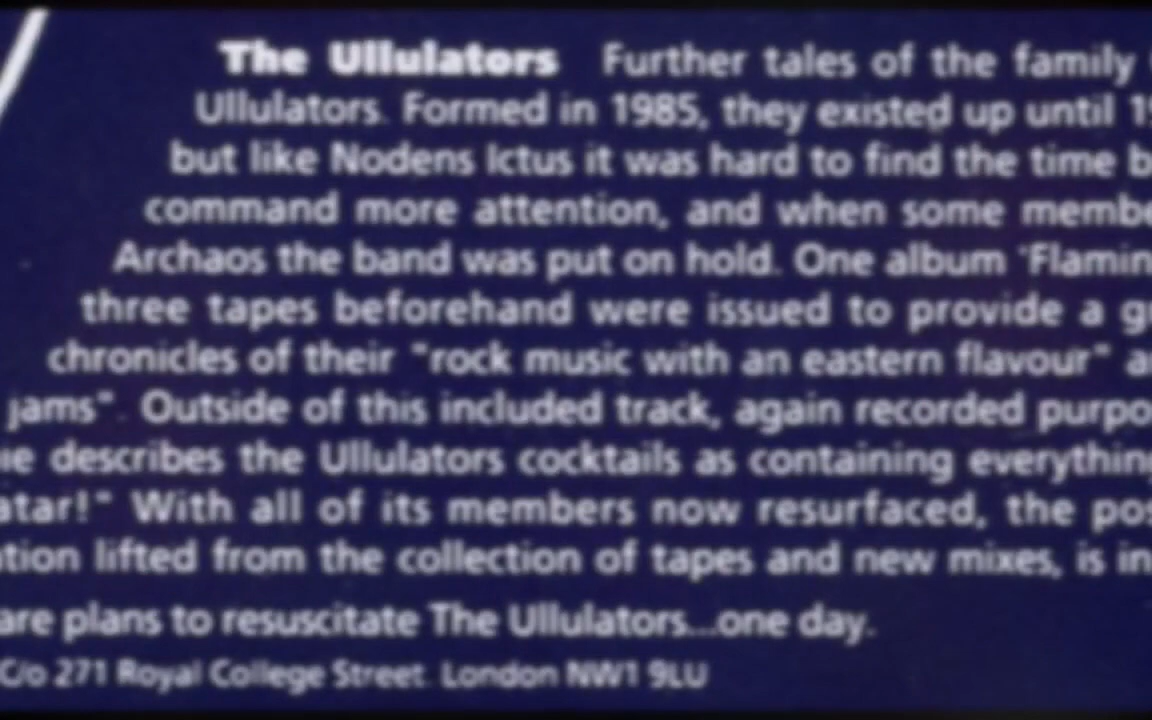 The Ullulators Further tales of the family
Ullulators. Formed in 1985, they existed up until
but like Nodens Ictus it was hard to find the time
command more attention, and when some
Archaos the band was put on hold. One album
three tapes beforehand were issued to provide a
chronicles of their "rock music with an eastern flavour"
jams". Outside of this included track, again recorded
describes the Ullulators cocktails as containing
With all of its members now resurfaced, the
lifted from the collection of tapes and new mixes, is
are plans to resuscitate The Ullulators...one day.
C/o 271 Royal College Street. London NW1 9LU